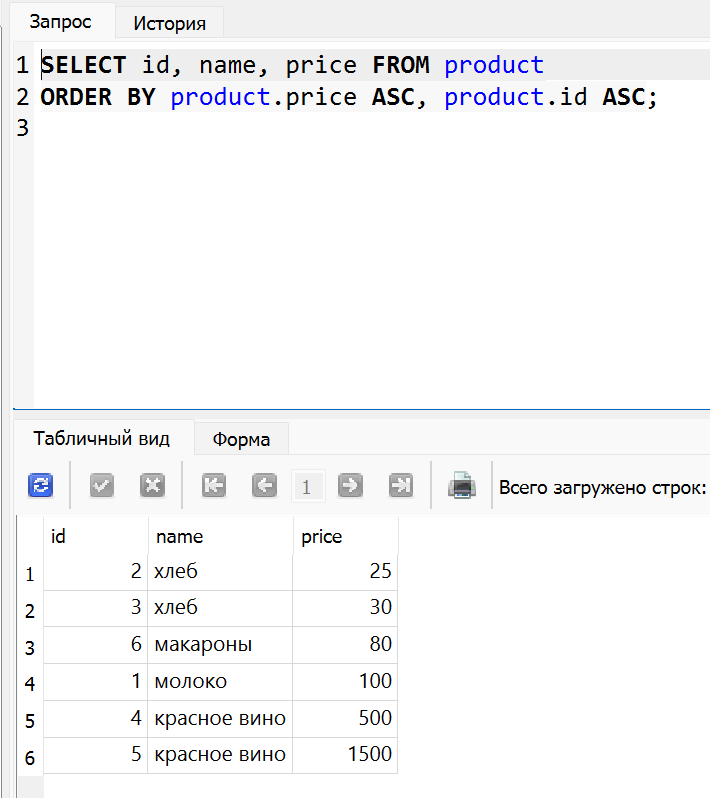 Запрос История
1 SELECT id, name, price FROM product
2 ORDER BY product.price ASC, product.id ASC;
3
Табличный вид Форма
1 Всего загружено строк:
id name price
1 2 хлеб 25
2 3 хлеб 30
3 6 макароны 80
4 1 молоко 100
5 4 красное вино 500
6 5 красное вино 1500